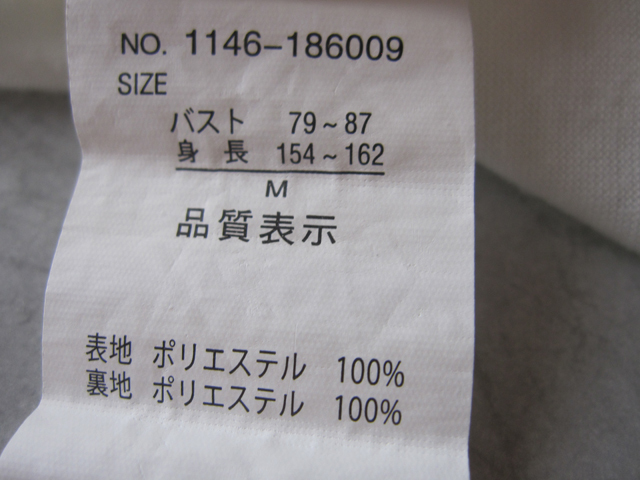 NO. 1146-186009
SIZE
バスト 79~87
身長 154~162
M
品質表示
表地 ポリエステル 100%
裏地 ポリエステル 100%